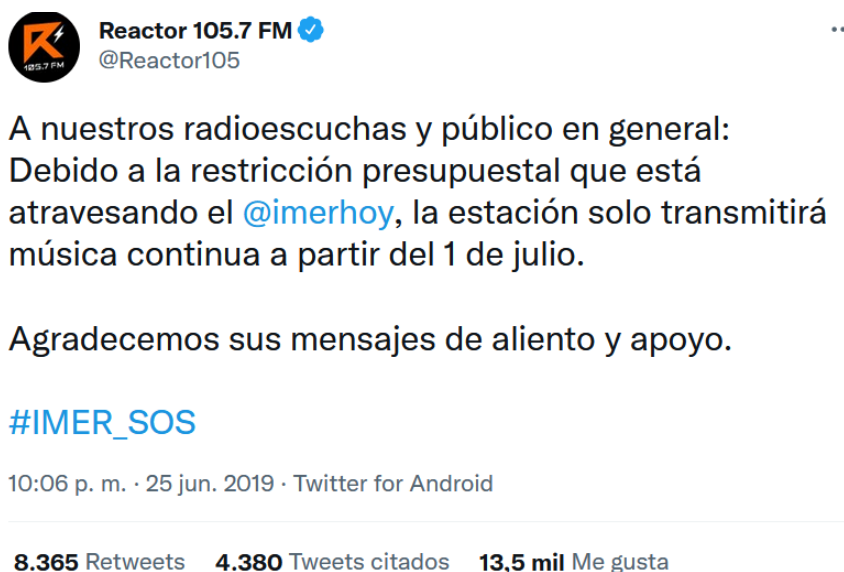 Reactor 105.7 FM
@Reactor105
105.7 FM
A nuestros radioescuchas y público en general:
Debido a la restricción presupuestal que está
atravesando el @imerhoy, la estación solo transmitirá
música continua a partir del 1 de julio.
Agradecemos sus mensajes de aliento y apoyo.
#IMER_SOS
10:06 p. m. · 25 jun. 2019 · Twitter for Android
8.365 Retweets 4.380 Tweets citados 13,5 mil Me gusta